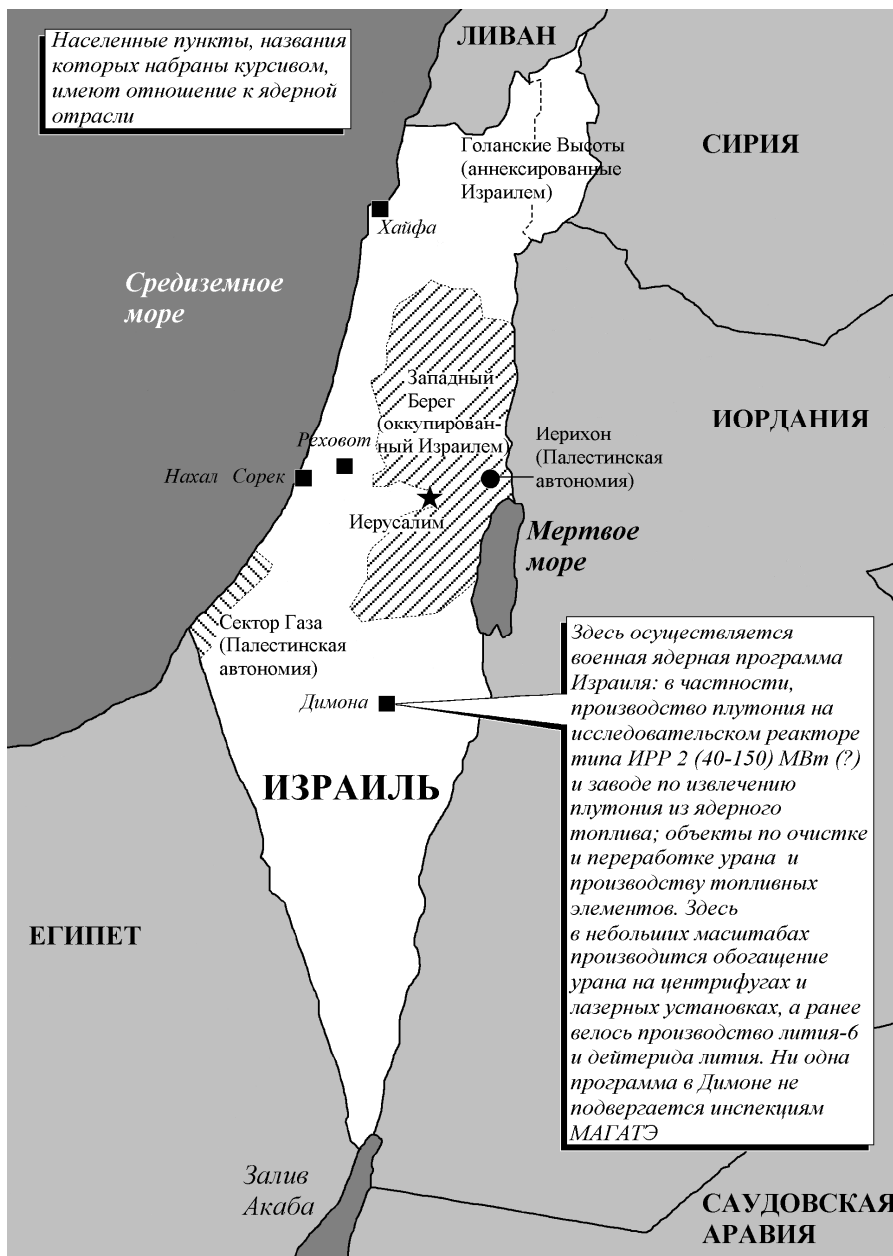 Населенные пункты, названия
которых набраны курсивом,
имеют отношение к ядерной
отрасли
ЛИВАН
СИРИЯ
Голанские Высоты
(аннексированные
Израилем)
Хайфа
Средиземное
море
Западный
Берег
(оккупирован-
ный Израилем)
ИОРДАНИЯ
Реховот
Нахал Сорек
Иерихон
(Палестинская
автономия)
Иерусалим
Мертвое
море
Сектор Газа
(Палестинская
автономия)
Димона
Здесь осуществляется
военная ядерная программа
Израиля: в частности,
производство плутония на
исследовательском реакторе
типа ИРР 2 (40-150) МВт (?)
и заводе по извлечению
плутония из ядерного
топлива; объекты по очистке
и переработке урана и
производству топливных
элементов. Здесь
в небольших масштабах
производится обогащение
урана на центрифугах и
лазерных установках, а ранее
велось производство лития-6
и дейтерида лития. Ни одна
программа в Димоне не
подвергается инспекциям
МАГАТЭ
ИЗРАИЛЬ
ЕГИПЕТ
Залив
Акаба
САУДОВСКАЯ
АРАВИЯ